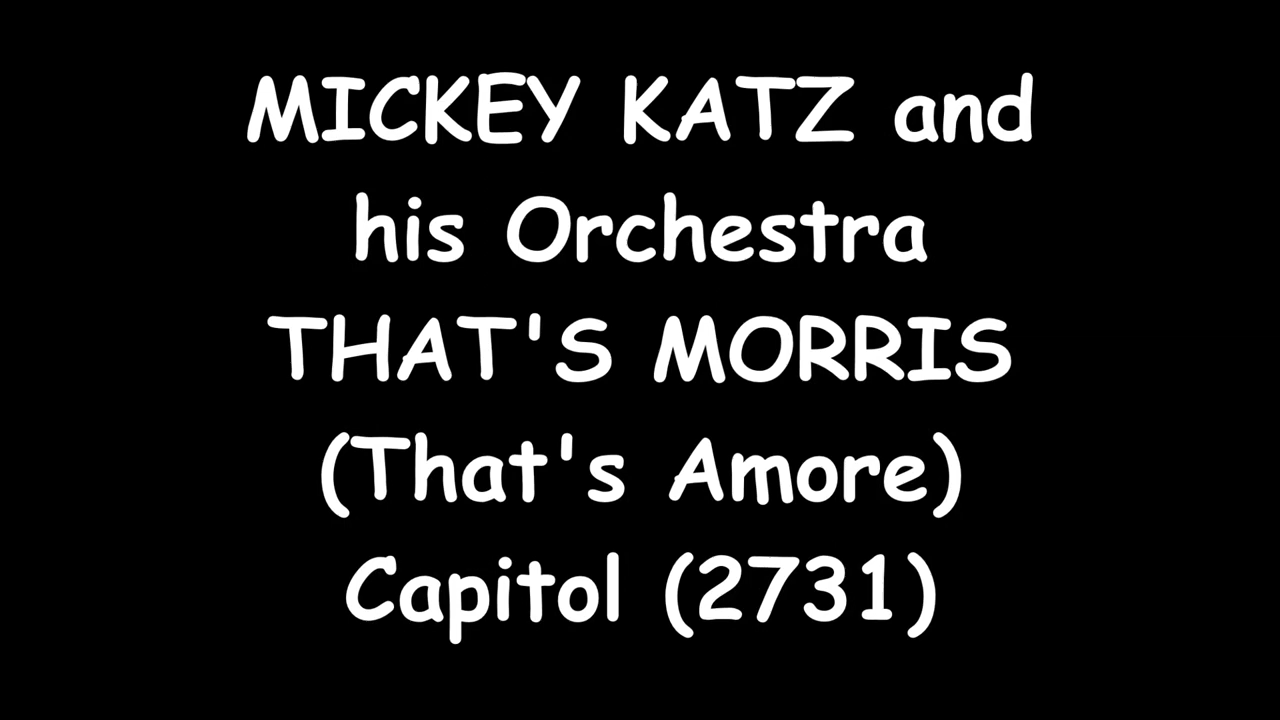 MICKEY KATZ and
his Orchestra
THAT'S MORRIS
(That's Amore)
Capitol (2731)